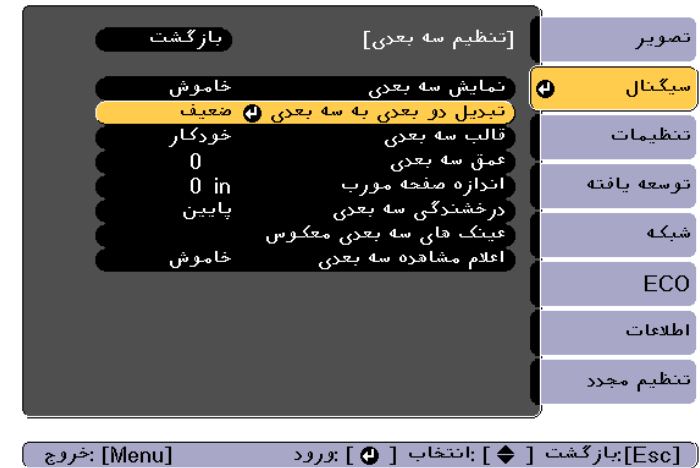 تصویر
سیگنال
تنظیمات
توسعه یافته
شبکه
ECO
اطلاعات
تنظیم مجدد
[تنظیم سه بعدی] بازگشت
نمایش سه بعدی خاموش
تبدیل دو بعدی به سه بعدی ضعیف
قالب سه بعدی خودکار
عمق سه بعدی 0
اندازه صفحه مورب 0 in
درخشندگی سه بعدی پایین
عینک های سه بعدی معکوس
اعلام مشاهده سه بعدی خاموش
[Esc]:بازگشت [ ]:انتخاب [ ]:ورود [Menu]:خروج